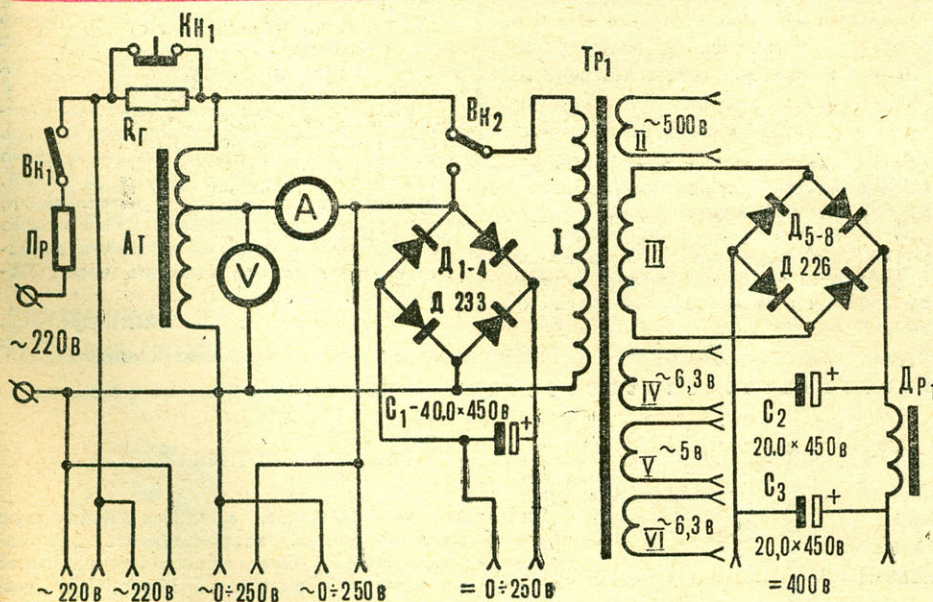 Кн₁
Тр₁
Rг
Вк₂
Вк₁
II ~500в
Пр
Ат
А
V
I
III
Д₁₋₄
Д 233
Д₅₋₈
Д 226
~220в
IV ~6,3в
С₁-40.0×450в
+
+
Др₁
С₂
20.0×450в
V ~5в
С₃
+
VI ~6,3в
20,0×450в
~220в ~220в ~0÷250в ~0÷250в = 0÷250в = 400в